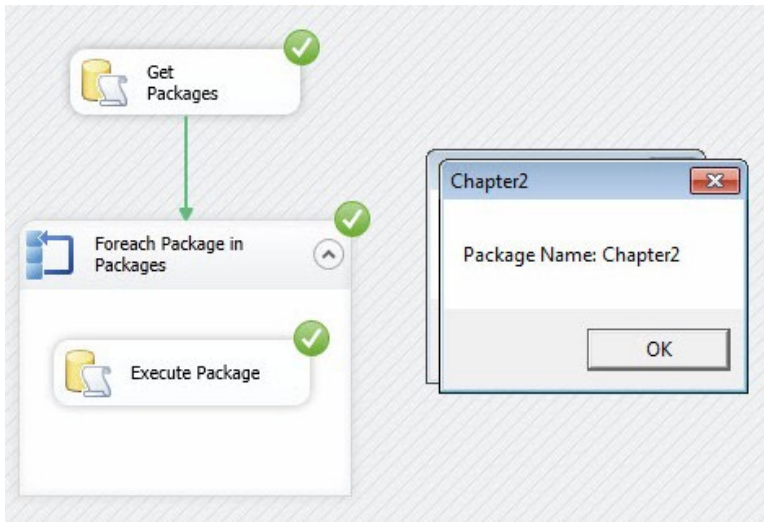 Get
Packages
Foreach Package in
Packages
Execute Package
Chapter2
Package Name: Chapter2
OK